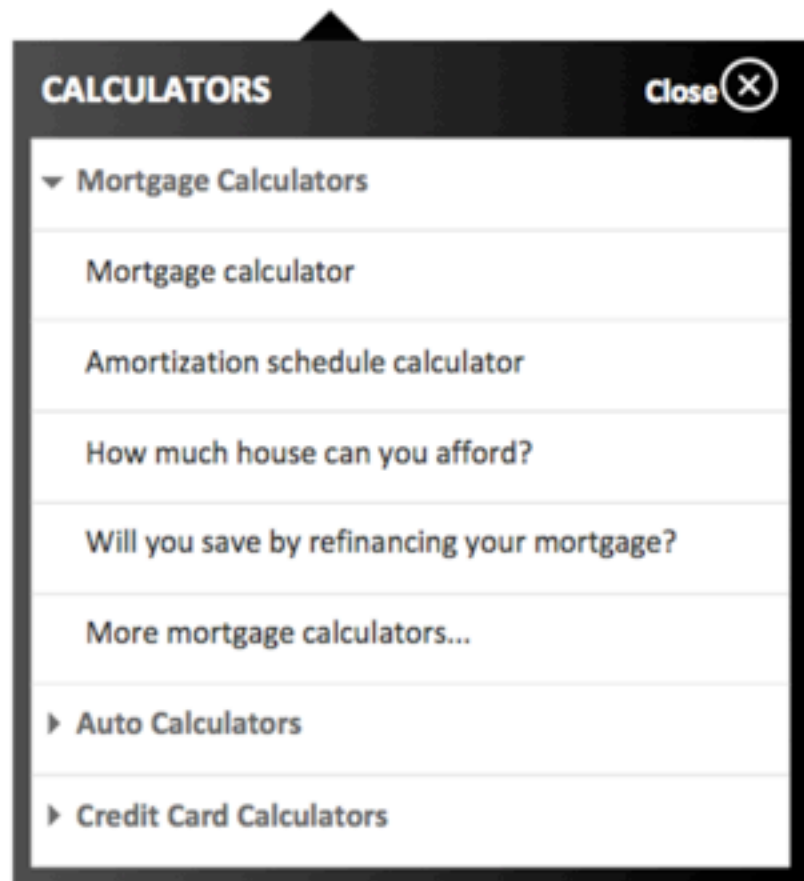 CALCULATORS Close
Mortgage Calculators
Mortgage calculator
Amortization schedule calculator
How much house can you afford?
Will you save by refinancing your mortgage?
More mortgage calculators...
Auto Calculators
Credit Card Calculators